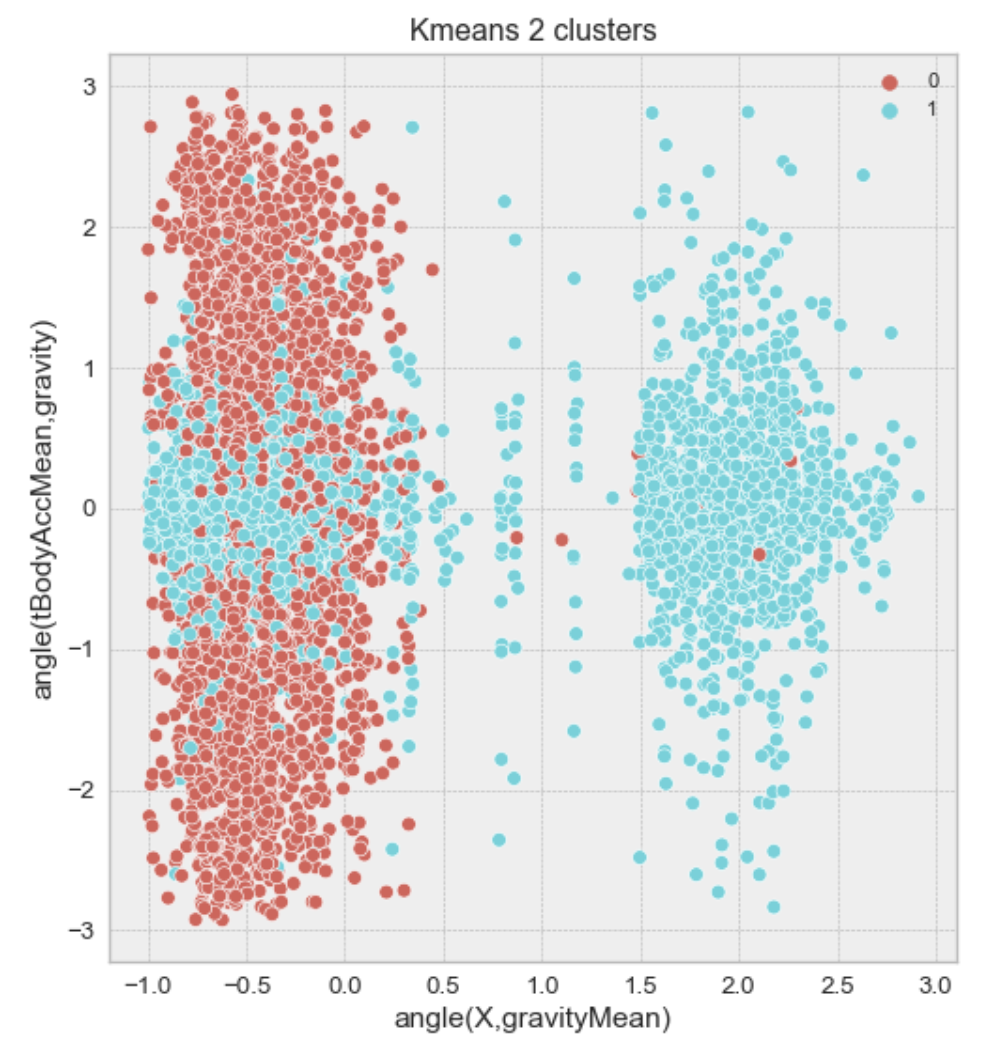 Kmeans 2 clusters
0
1
3
2
1
0
−1
−2
−3
angle(tBodyAccMean,gravity)
−1.0 −0.5 0.0 0.5 1.0 1.5 2.0 2.5 3.0
angle(X,gravityMean)